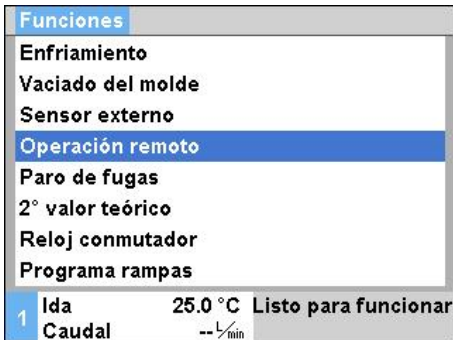 Funciones
Enfriamiento
Vaciado del molde
Sensor externo
Operación remoto
Paro de fugas
2° valor teórico
Reloj conmutador
Programa rampas
1 Ida 25.0 °C Listo para funcionar
Caudal -- L/min